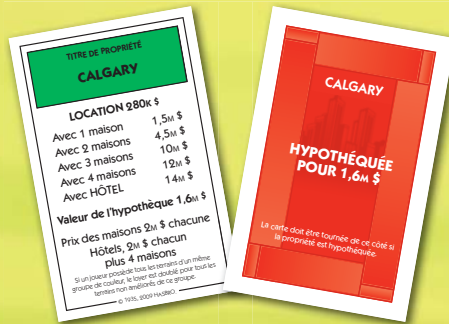 TITRE DE PROPRIÉTÉ
CALGARY
LOCATION 280K $
Avec 1 maison 1,5M $
Avec 2 maisons 4,5M $
Avec 3 maisons 10M $
Avec 4 maisons 12M $
Avec HÔTEL 14M $
Valeur de l'hypothèque 1,6M $
Prix des maisons 2M $ chacune
Hôtels, 2M $ chacun
plus 4 maisons
Si un joueur possède tous les terrains d'un même
groupe de couleur, le loyer est doublé pour tous les
terrains non améliorés de ce groupe.
© 1935, 2009 HASBRO.
CALGARY
HYPOTHÉQUÉE
POUR 1,6M $
La carte doit être tournée de ce côté si
la propriété est hypothéquée.